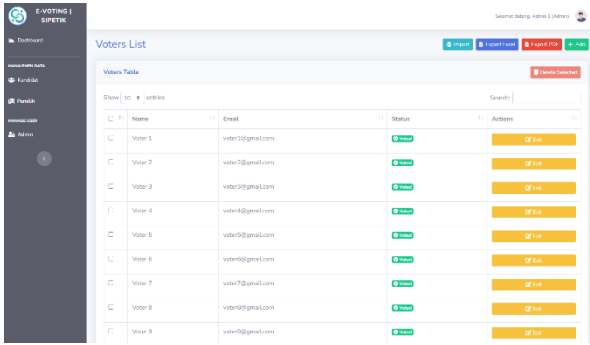 E-VOTING |
SIPETIK
Selamat datang, Admin 1 (Admin)
Dashboard
MANAJEMEN DATA
Kandidat
Pemilih
MANAGE USER
Admin
Voters List
Import
Export Excel
Export PDF
+ Add
Voters Table
Delete Selected
Show 10 entries
Search:
Name Email Status Actions
Voter 1 voter1@gmail.com Voted Edit
Voter 2 voter2@gmail.com Voted Edit
Voter 3 voter3@gmail.com Voted Edit
Voter 4 voter4@gmail.com Voted Edit
Voter 5 voter5@gmail.com Voted Edit
Voter 6 voter6@gmail.com Voted Edit
Voter 7 voter7@gmail.com Voted Edit
Voter 8 voter8@gmail.com Voted Edit
Voter 9 voter9@gmail.com Voted Edit